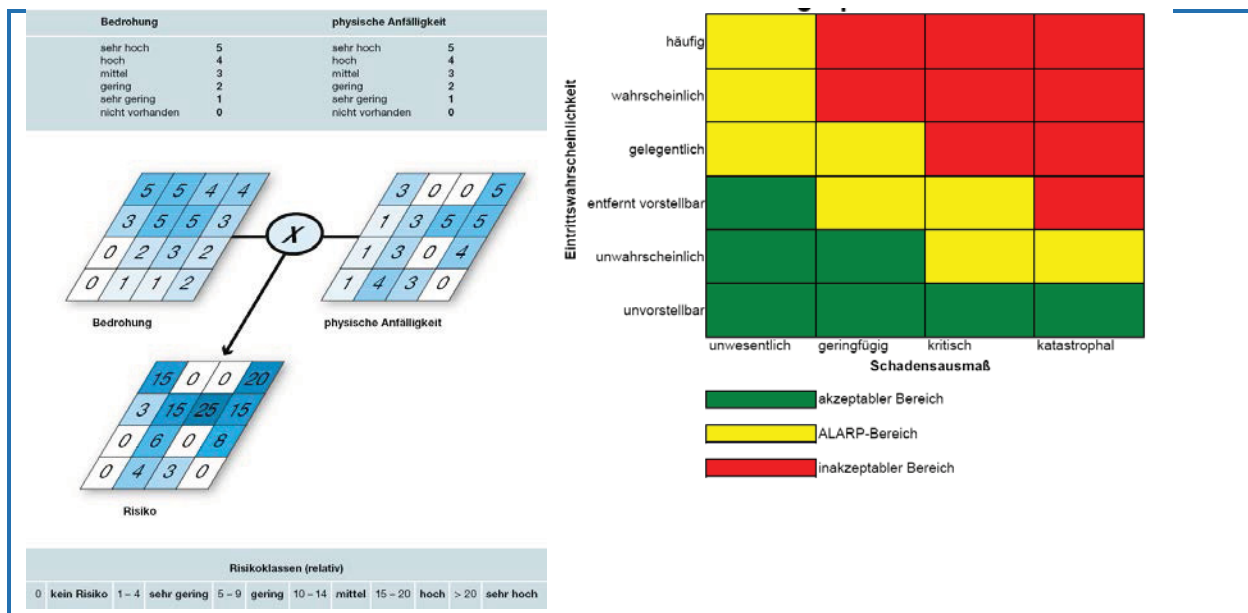 Bedrohung physische Anfälligkeit
sehr hoch 5 sehr hoch 5
hoch 4 hoch 4
mittel 3 mittel 3
gering 2 gering 2
sehr gering 1 sehr gering 1
nicht vorhanden 0 nicht vorhanden 0
5 5 4 4
3 5 5 3
0 2 3 2
0 1 1 2
Bedrohung
X
3 0 0 5
1 3 5 5
1 3 0 4
1 4 3 0
physische Anfälligkeit
15 0 0 20
3 15 25 15
0 6 0 8
0 4 3 0
Risiko
Risikoklassen (relativ)
0 kein Risiko 1 – 4 sehr gering 5 – 9 gering 10 – 14 mittel 15 – 20 hoch > 20 sehr hoch
Eintrittswahrscheinlichkeit
häufig
wahrscheinlich
gelegentlich
entfernt vorstellbar
unwahrscheinlich
unvorstellbar
unwesentlich geringfügig kritisch katastrophal
Schadensausmaß
akzeptabler Bereich
ALARP-Bereich
inakzeptabler Bereich